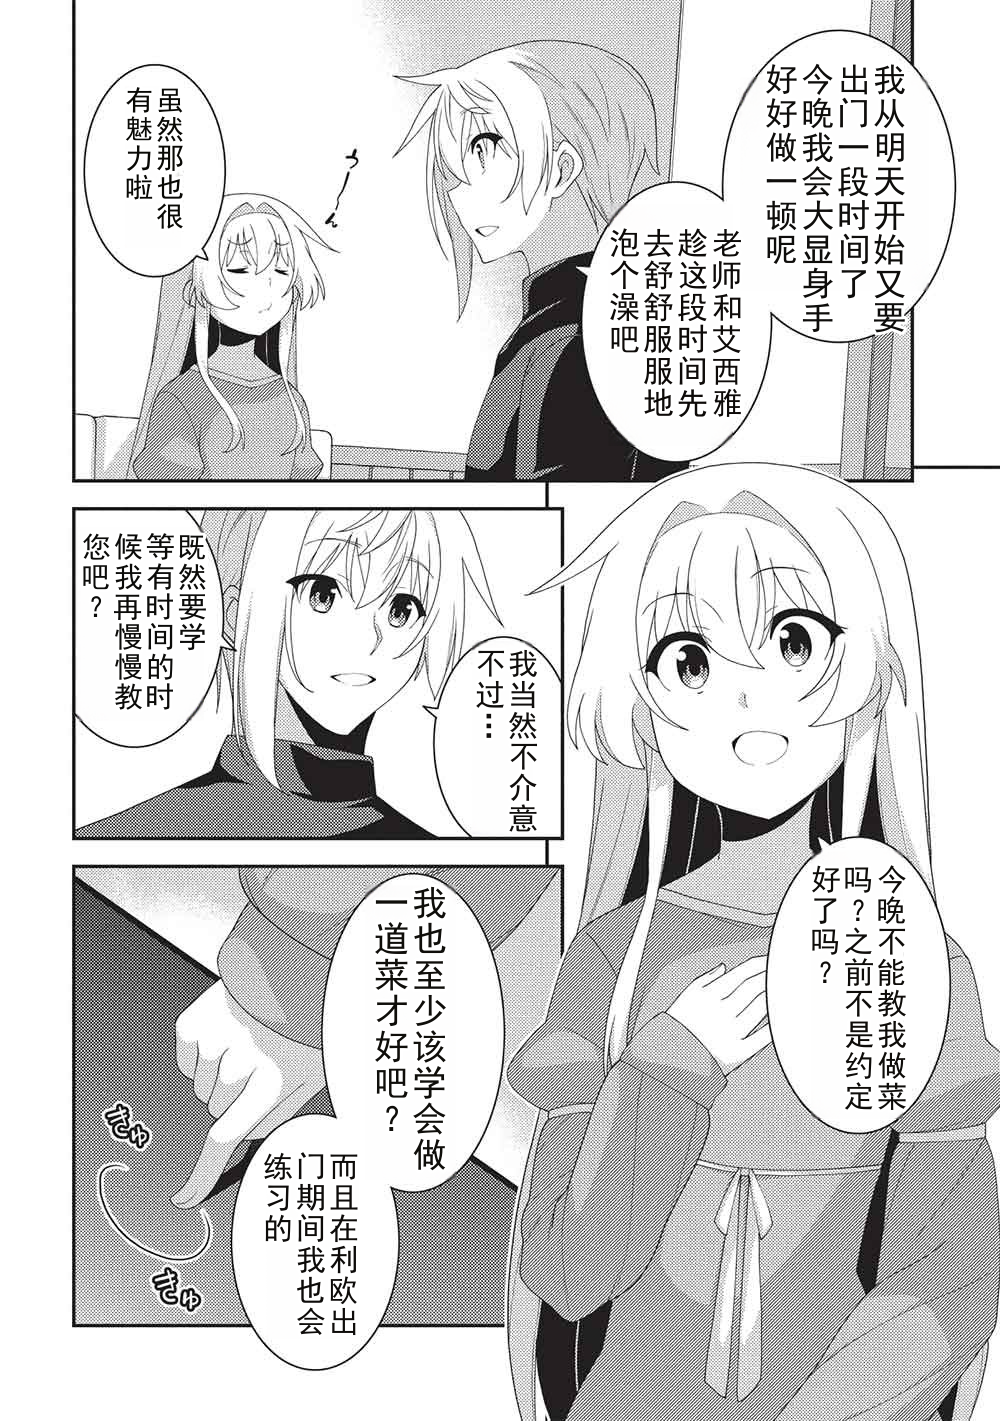 我从明天开始又要
出门一段时间了
今晚我会大显身手
好好做一顿呢
老师和艾西雅
趁这段时间先
去舒舒服服地
泡个澡吧
虽然那也很
有魅力啦
う〜ん
今晚不能教我做菜
吗？之前不是约定
好了吗？
我当然不介意
不过…
既然要学
等有时间的时
候我再慢慢教
您吧？
我也至少该学会做
一道菜才好吧？
而且在利欧出
门期间我也会
练习的
きゅ
きゅ